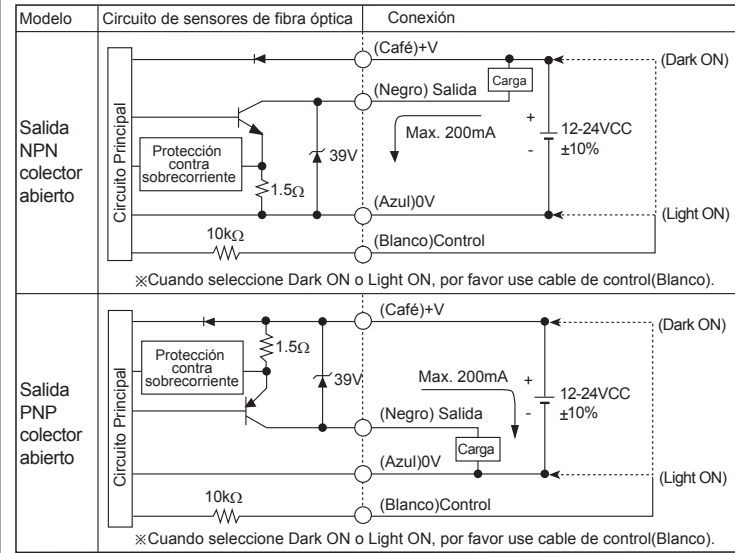 Modelo
Circuito de sensores de fibra óptica
Conexión
Salida
NPN
colector
abierto
Circuito Principal
(Café)+V
(Dark ON)
Carga
(Negro) Salida
Max. 200mA
+
12-24VCC
-
±10%
Protección
contra
sobrecorriente
39V
1.5Ω
(Azul)0V
(Light ON)
10kΩ
(Blanco)Control
※Cuando seleccione Dark ON o Light ON, por favor use cable de control(Blanco).
Salida
PNP
colector
abierto
Circuito Principal
(Café)+V
(Dark ON)
1.5Ω
Protección
contra
sobrecorriente
39V
Max. 200mA
+
12-24VCC
-
±10%
(Negro) Salida
Carga
(Azul)0V
(Light ON)
10kΩ
(Blanco)Control
※Cuando seleccione Dark ON o Light ON, por favor use cable de control(Blanco).